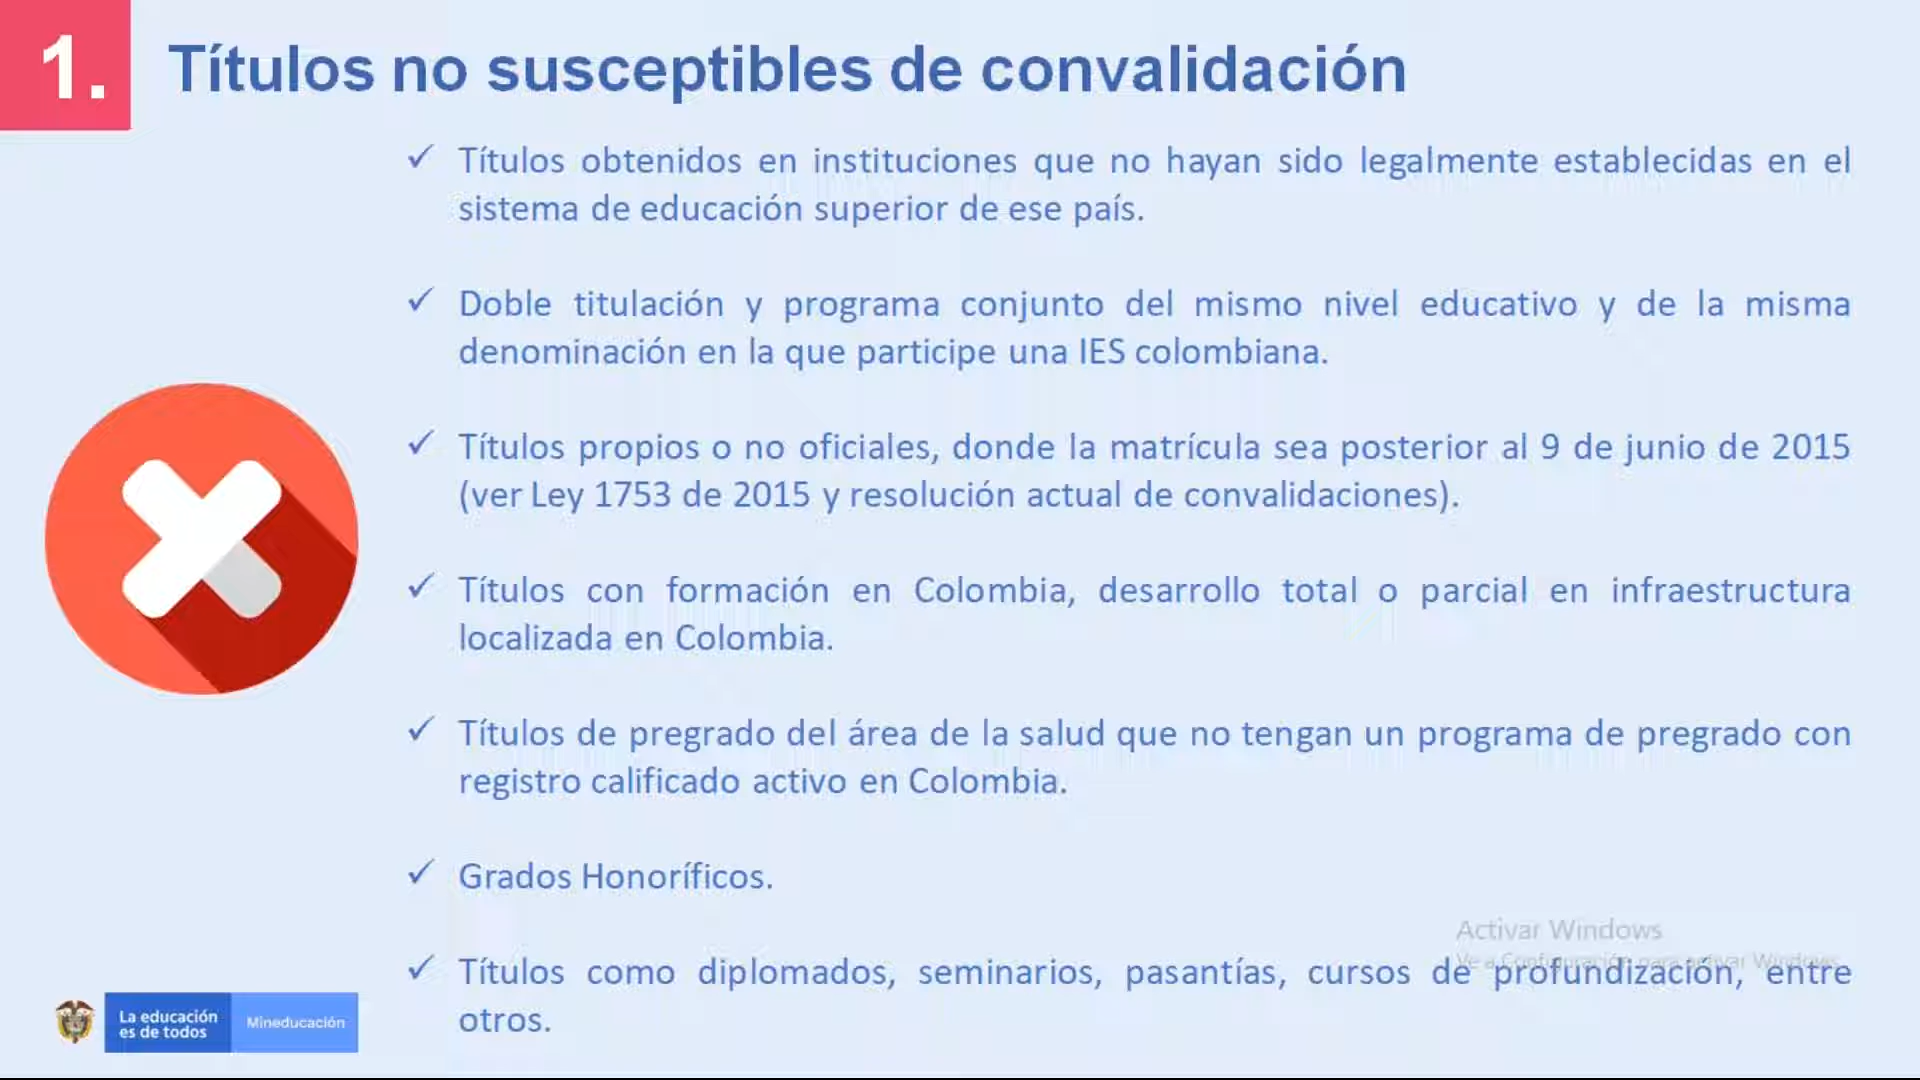 1.
Títulos no susceptibles de convalidación
✓ Títulos obtenidos en instituciones que no hayan sido legalmente establecidas en el
sistema de educación superior de ese país.
✓ Doble titulación y programa conjunto del mismo nivel educativo y de la misma
denominación en la que participe una IES colombiana.
✓ Títulos propios o no oficiales, donde la matrícula sea posterior al 9 de junio de 2015
(ver Ley 1753 de 2015 y resolución actual de convalidaciones).
✓ Títulos con formación en Colombia, desarrollo total o parcial en infraestructura
localizada en Colombia.
✓ Títulos de pregrado del área de la salud que no tengan un programa de pregrado con
registro calificado activo en Colombia.
✓ Grados Honoríficos.
✓ Títulos como diplomados, seminarios, pasantías, cursos de profundización, entre
otros.
Activar Windows
Ve a Configuración para activar Windows.
La educación
es de todos
Mineducación